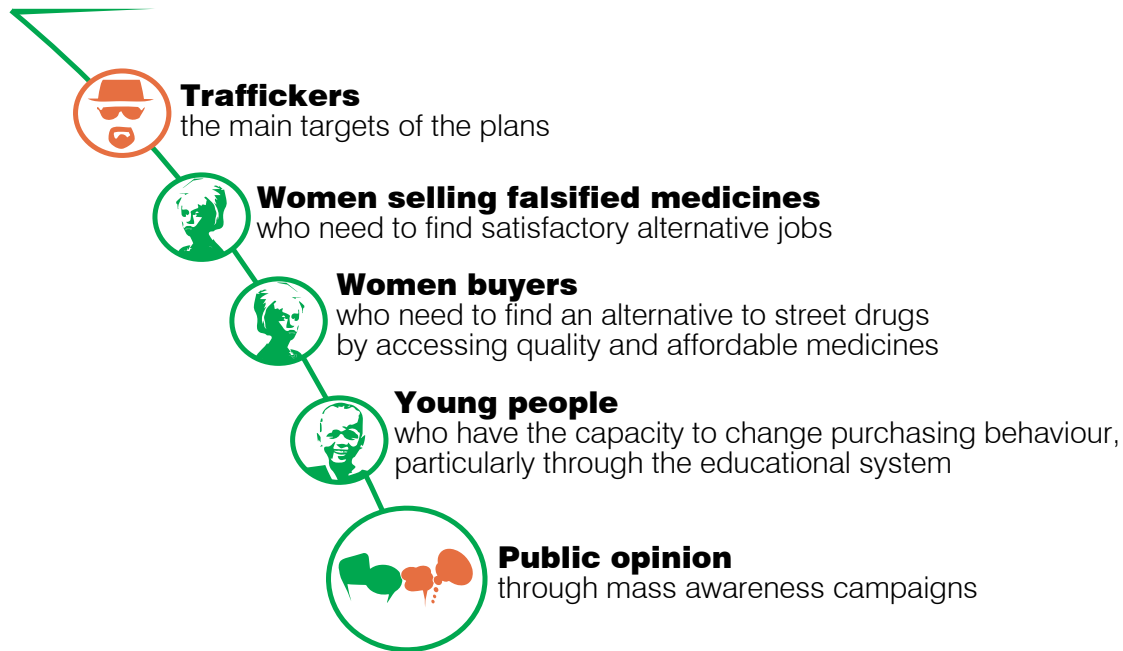 Traffickers
the main targets of the plans
Women selling falsified medicines
who need to find satisfactory alternative jobs
Women buyers
who need to find an alternative to street drugs
by accessing quality and affordable medicines
Young people
who have the capacity to change purchasing behaviour,
particularly through the educational system
Public opinion
through mass awareness campaigns